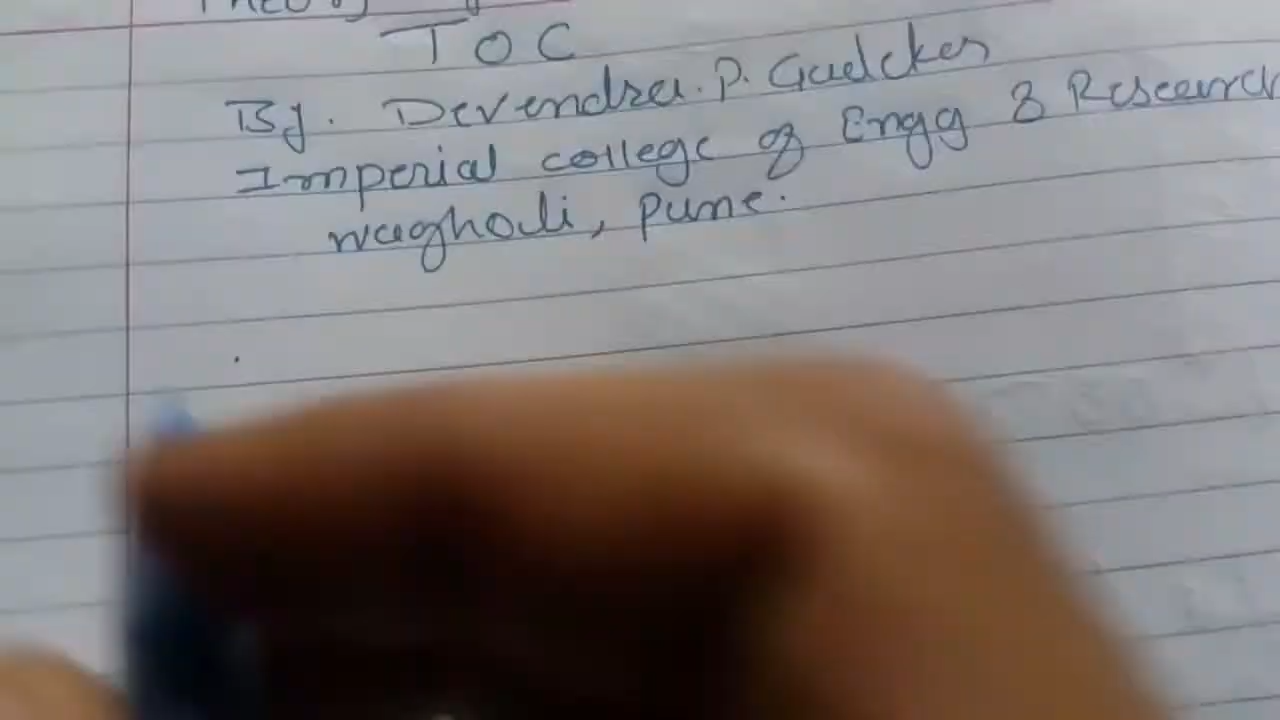 TOC
By. Devendra. P. Gadekar
Imperial college of Engg & Research
wagholi, Pune.